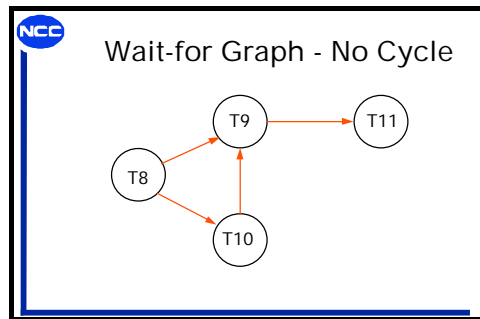 NCC
Wait-for Graph - No Cycle
T9
T11
T8
T10